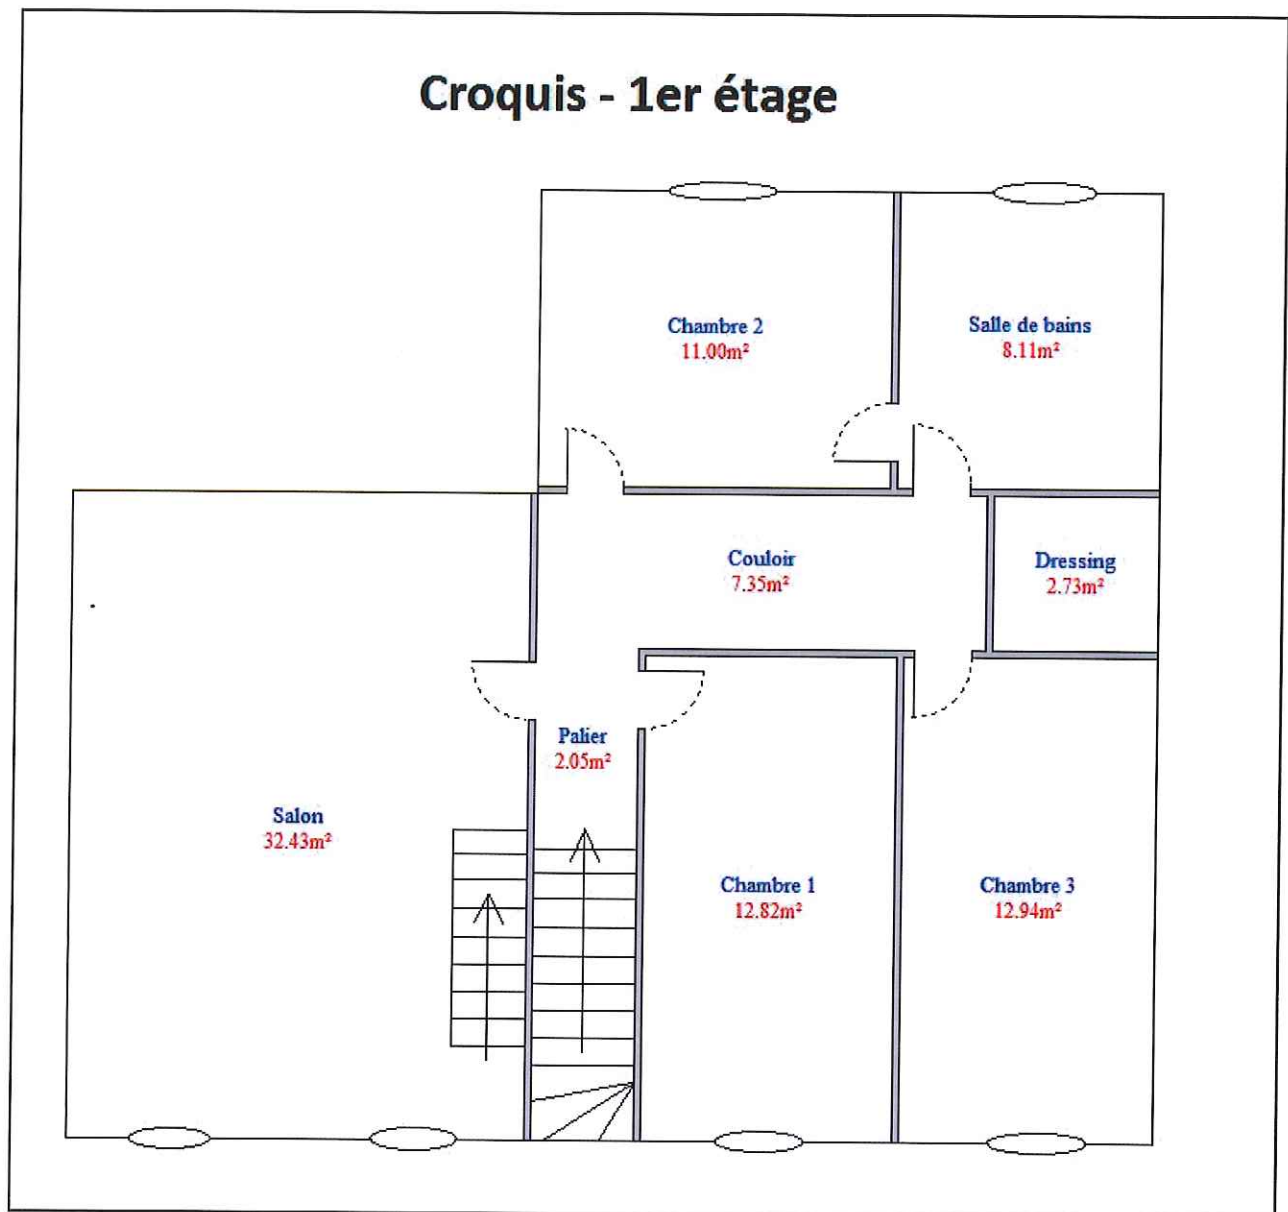 Croquis - 1er étage
Chambre 2
11.00m²
Salle de bains
8.11m²
Couloir
7.35m²
Dressing
2.73m²
Palier
2.05m²
Salon
32.43m²
Chambre 1
12.82m²
Chambre 3
12.94m²